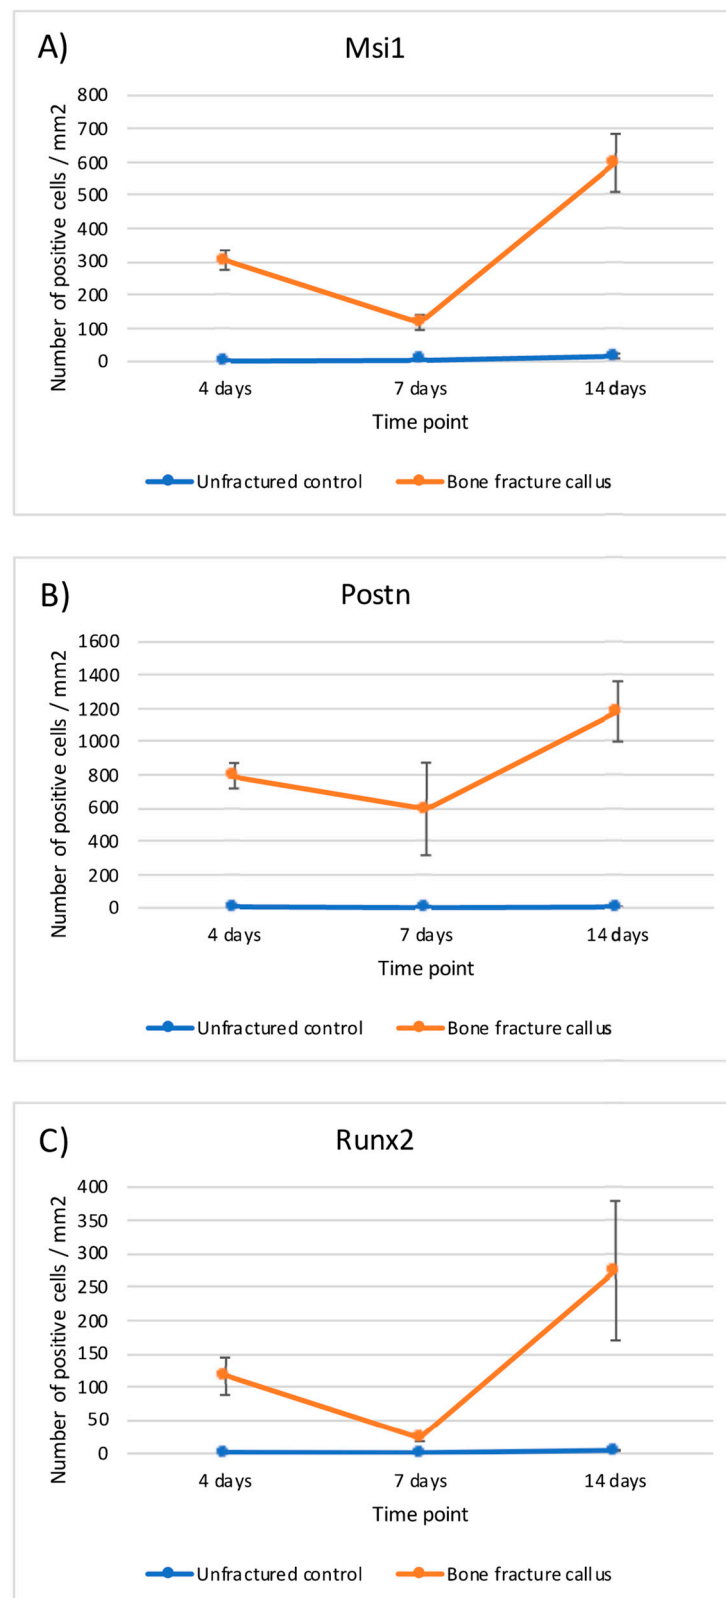 A)
Msi1
Number of positive cells / mm2
800
700
600
500
400
300
200
100
0
4 days 7 days 14 days
Time point
Unfractured control Bone fracture callus
B)
Postn
Number of positive cells / mm2
1600
1400
1200
1000
800
600
400
200
0
4 days 7 days 14 days
Time point
Unfractured control Bone fracture callus
C)
Runx2
Number of positive cells / mm2
400
350
300
250
200
150
100
50
0
4 days 7 days 14 days
Time point
Unfractured control Bone fracture callus